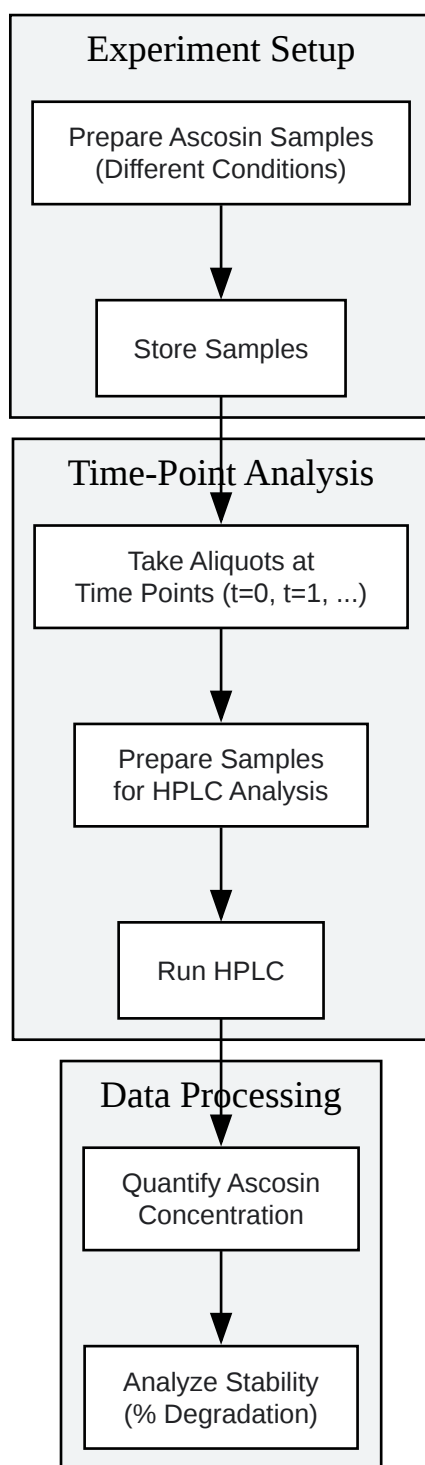 Experiment Setup
Prepare Ascosin Samples
(Different Conditions)
Store Samples
Time-Point Analysis
Take Aliquots at
Time Points (t=0, t=1, ...)
Prepare Samples
for HPLC Analysis
Run HPLC
Data Processing
Quantify Ascosin
Concentration
Analyze Stability
(% Degradation)